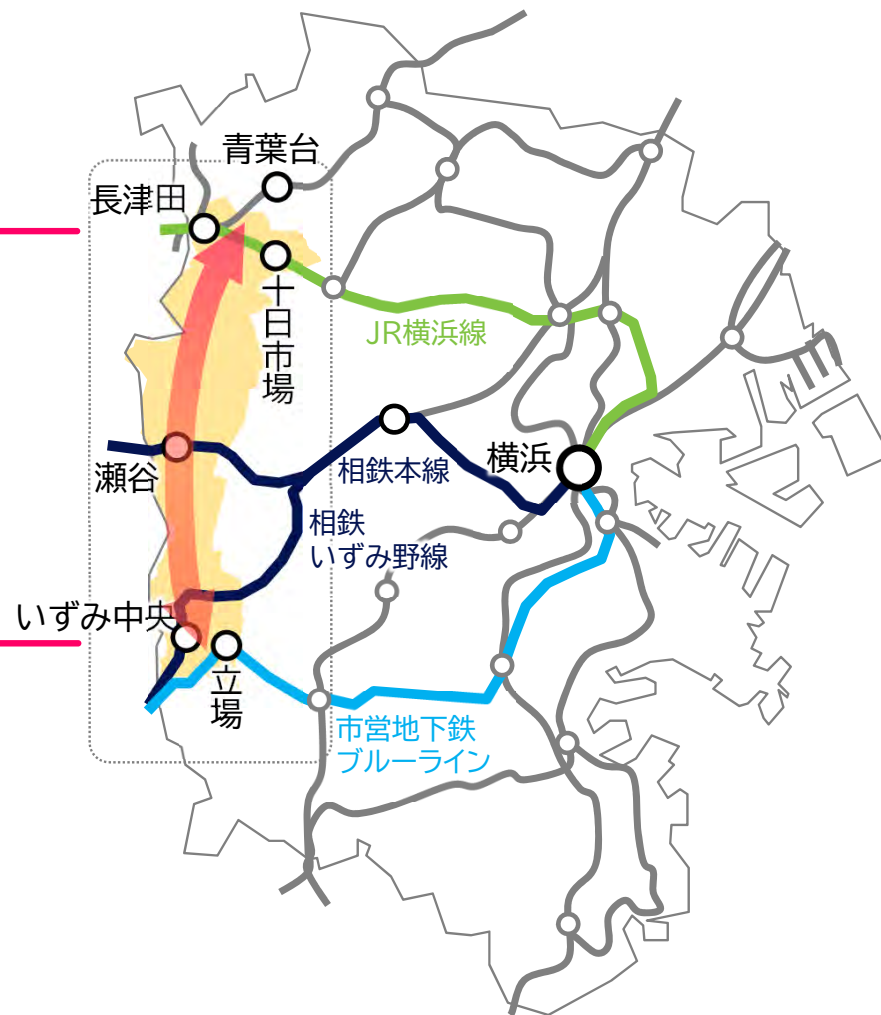 青葉台
長津田
十日市場
JR横浜線
瀬谷
相鉄本線
横浜
相鉄
いずみ野線
いずみ中央
立場
市営地下鉄
ブルーライン